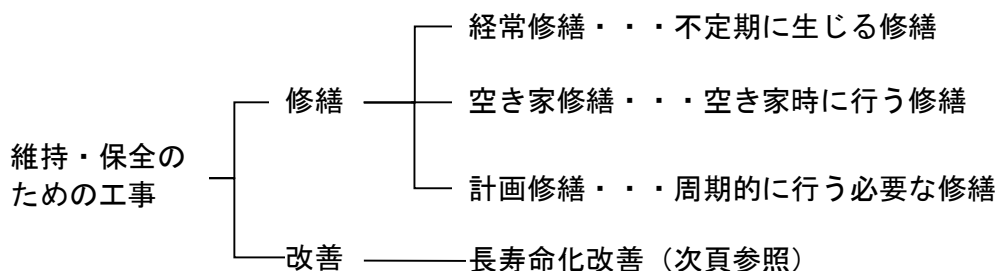 経常修繕・・・不定期に生じる修繕
修繕
空き家修繕・・・空き家時に行う修繕
維持・保全の
ための工事
計画修繕・・・周期的に行う必要な修繕
改善
長寿命化改善（次頁参照）